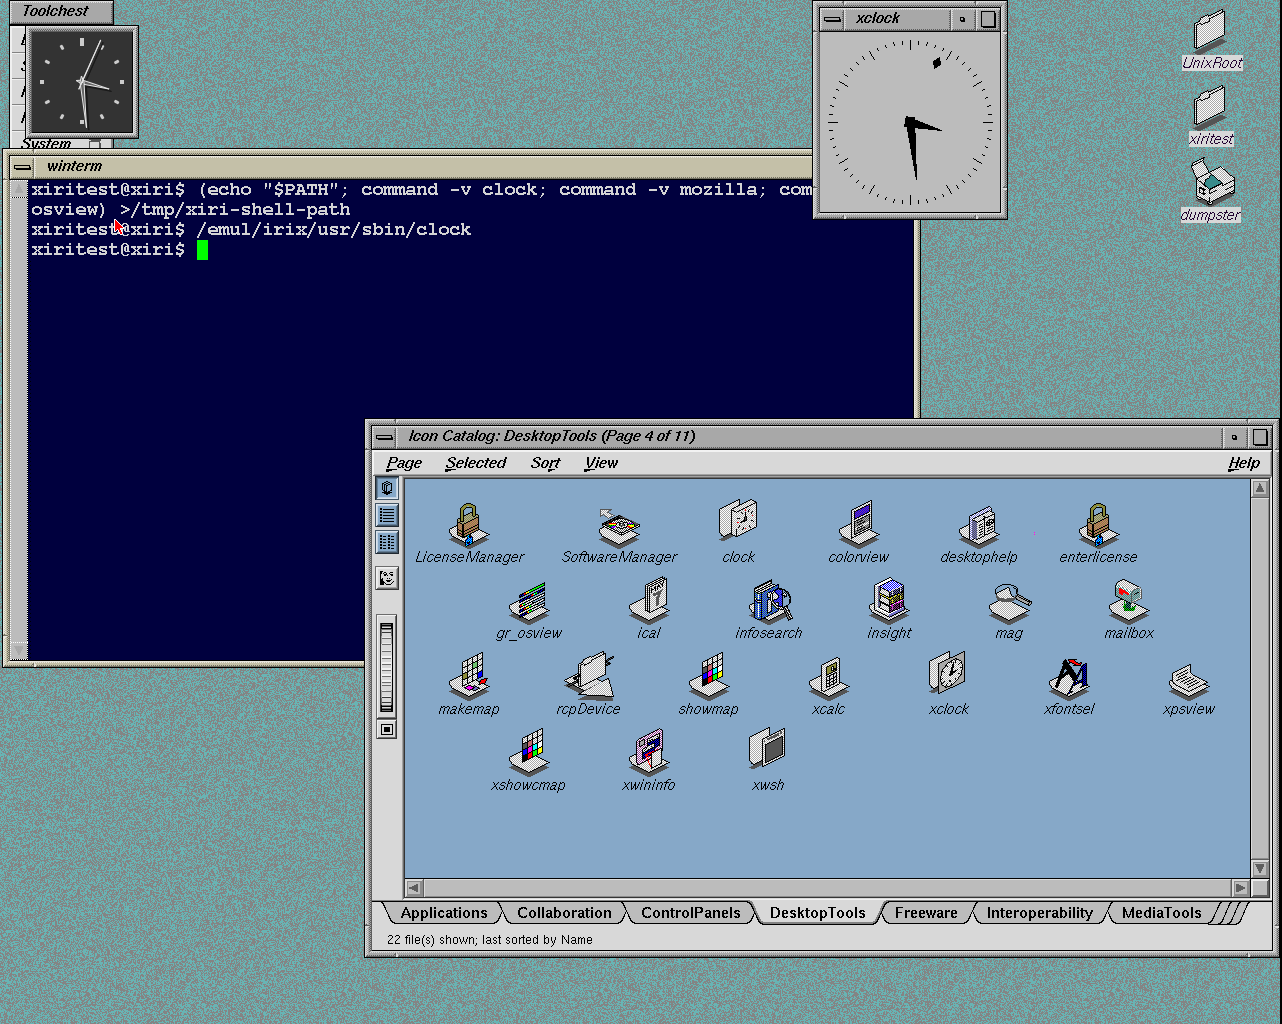 Toolchest
System
xclock
UnixRoot
xiritest
dumpster
winterm
xiritest@xiri$ (echo "$PATH"; command -v clock; command -v mozilla; com
osview) >/tmp/xiri-shell-path
xiritest@xiri$ /emul/irix/usr/sbin/clock
xiritest@xiri$
Icon Catalog: DesktopTools (Page 4 of 11)
Page Selected Sort View Help
LicenseManager SoftwareManager clock colorview desktophelp enterlicense
gr_osview ical infosearch insight mag mailbox
makemap rcpDevice showmap xcalc xclock xfontsel xpsview
xshowcmap xwininfo xwsh
Applications Collaboration ControlPanels DesktopTools Freeware Interoperability MediaTools
22 file(s) shown; last sorted by Name